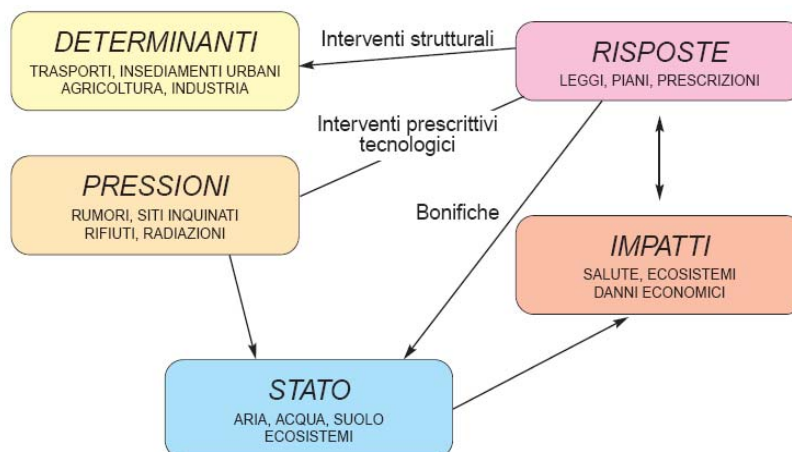 DETERMINANTI
TRASPORTI, INSEDIAMENTI URBANI
AGRICOLTURA, INDUSTRIA
Interventi strutturali
RISPOSTE
LEGGI, PIANI, PRESCRIZIONI
Interventi prescrittivi
tecnologici
PRESSIONI
RUMORI, SITI INQUINATI
RIFIUTI, RADIAZIONI
Bonifiche
IMPATTI
SALUTE, ECOSISTEMI
DANNI ECONOMICI
STATO
ARIA, ACQUA, SUOLO
ECOSISTEMI